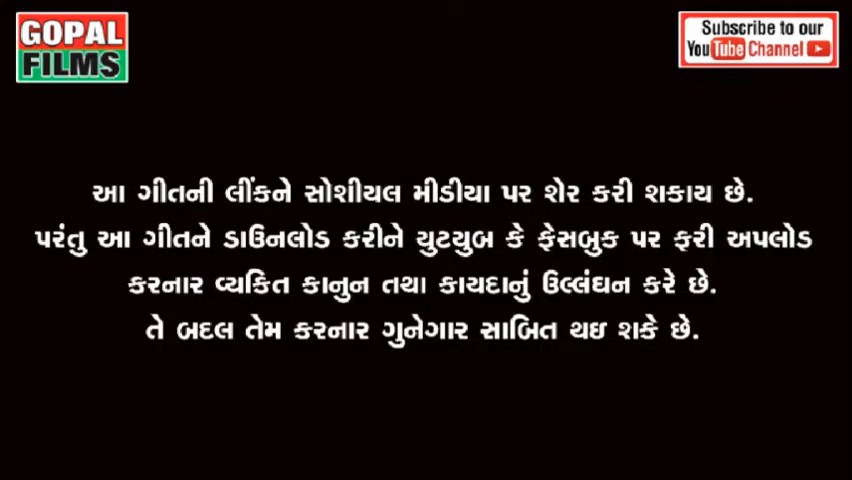 GOPAL
FILMS
Subscribe to our
YouTube Channel
આ ગીતની લીંકને સોશીયલ મીડીયા પર શેર કરી શકાય છે.
પરંતુ આ ગીતને ડાઉનલોડ કરીને યુટયુબ કે ફેસબુક પર ફરી અપલોડ
કરનાર વ્યકિત કાનુન તથા કાયદાનું ઉલ્લંઘન કરે છે.
તે બદલ તેમ કરનાર ગુનેગાર સાબિત થઇ શકે છે.